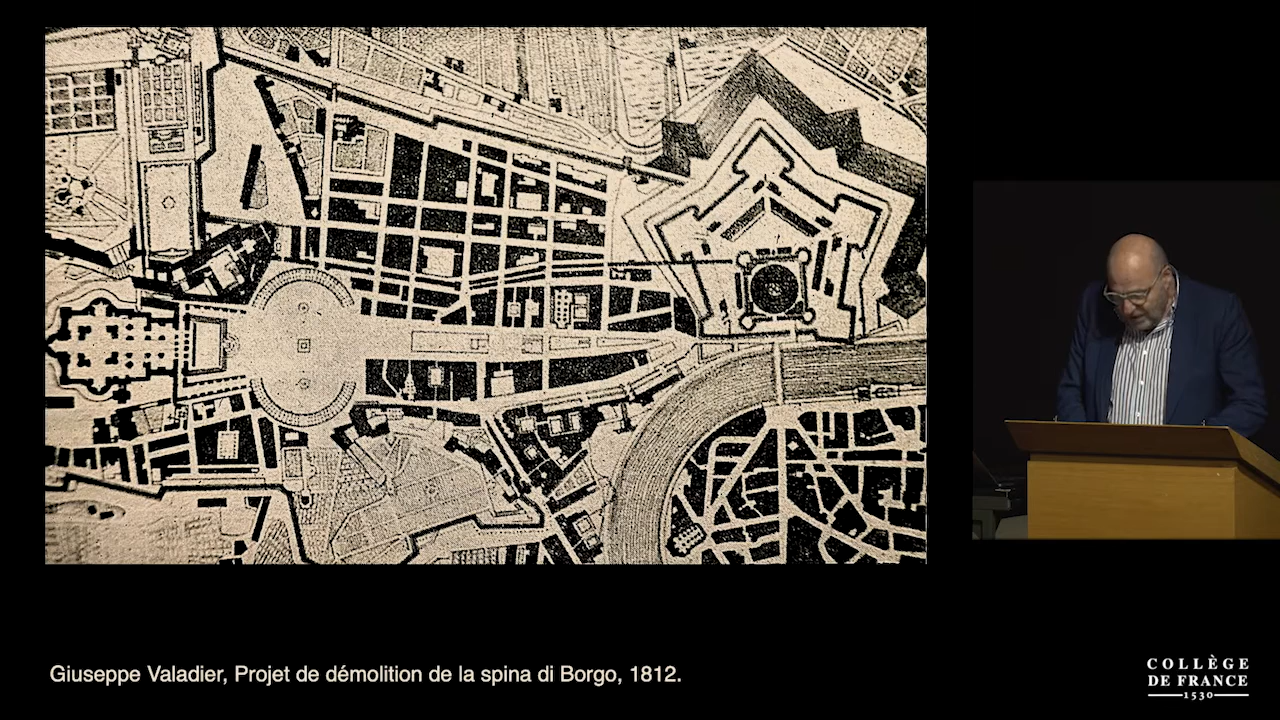 Giuseppe Valadier, Projet de démolition de la spina di Borgo, 1812.
COLLÈGE
DE FRANCE
1530